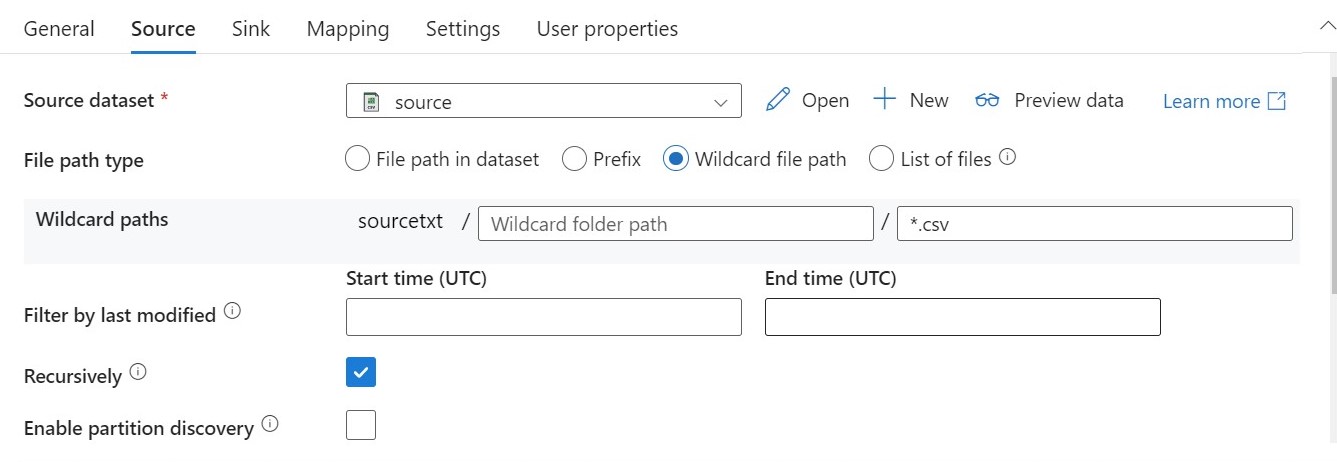 General Source Sink Mapping Settings User properties
Source dataset * source Open New Preview data Learn more
File path type File path in dataset Prefix Wildcard file path List of files
Wildcard paths sourcetxt / Wildcard folder path / *.csv
Start time (UTC) End time (UTC)
Filter by last modified
Recursively
Enable partition discovery